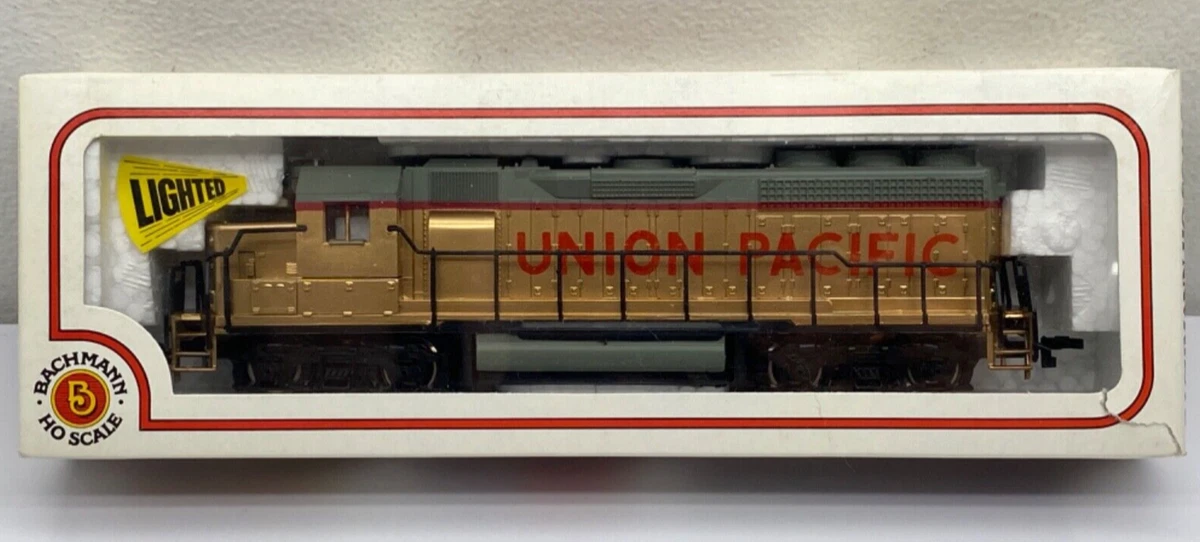 LIGHTED
UNION PACIFIC
BACHMANN
B
HO SCALE